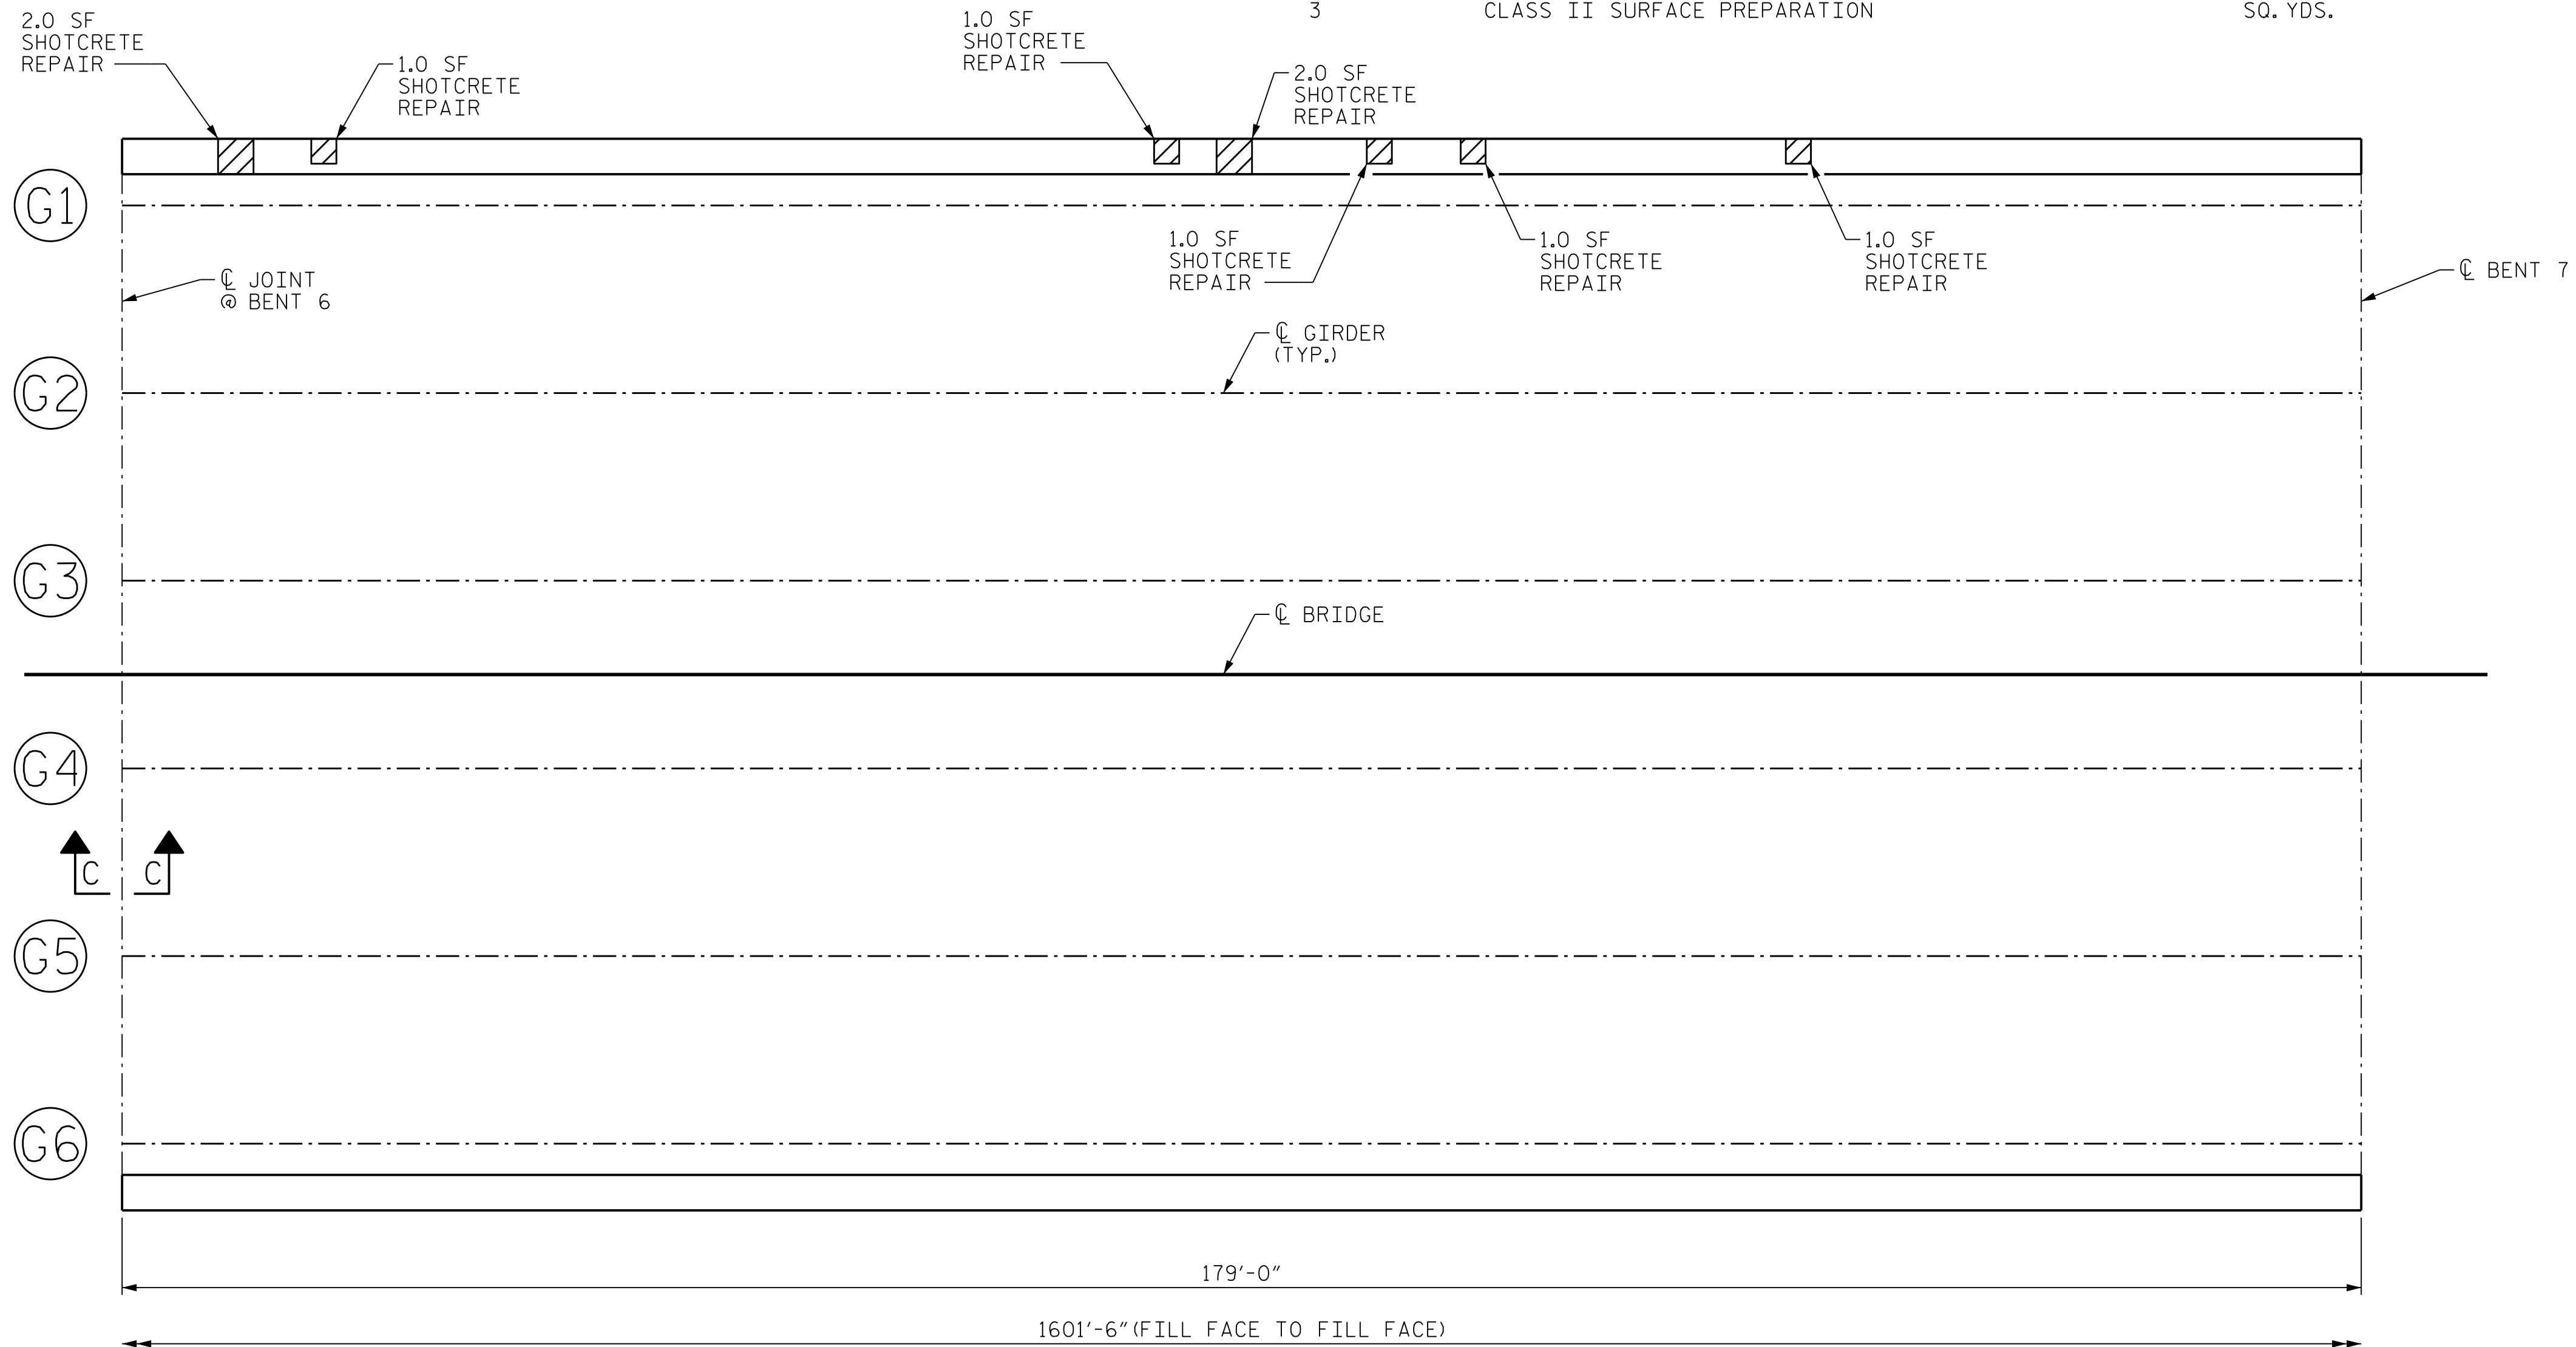 3 CLASS II SURFACE PREPARATION SQ. YDS.
2.0 SF
SHOTCRETE
REPAIR
1.0 SF
SHOTCRETE
REPAIR
1.0 SF
SHOTCRETE
REPAIR
2.0 SF
SHOTCRETE
REPAIR
G1
1.0 SF
SHOTCRETE
REPAIR
1.0 SF
SHOTCRETE
REPAIR
1.0 SF
SHOTCRETE
REPAIR
℄ JOINT
@ BENT 6
℄ BENT 7
℄ GIRDER
(TYP.)
G2
G3
℄ BRIDGE
G4
C C
G5
G6
179'-0"
1601'-6"(FILL FACE TO FILL FACE)